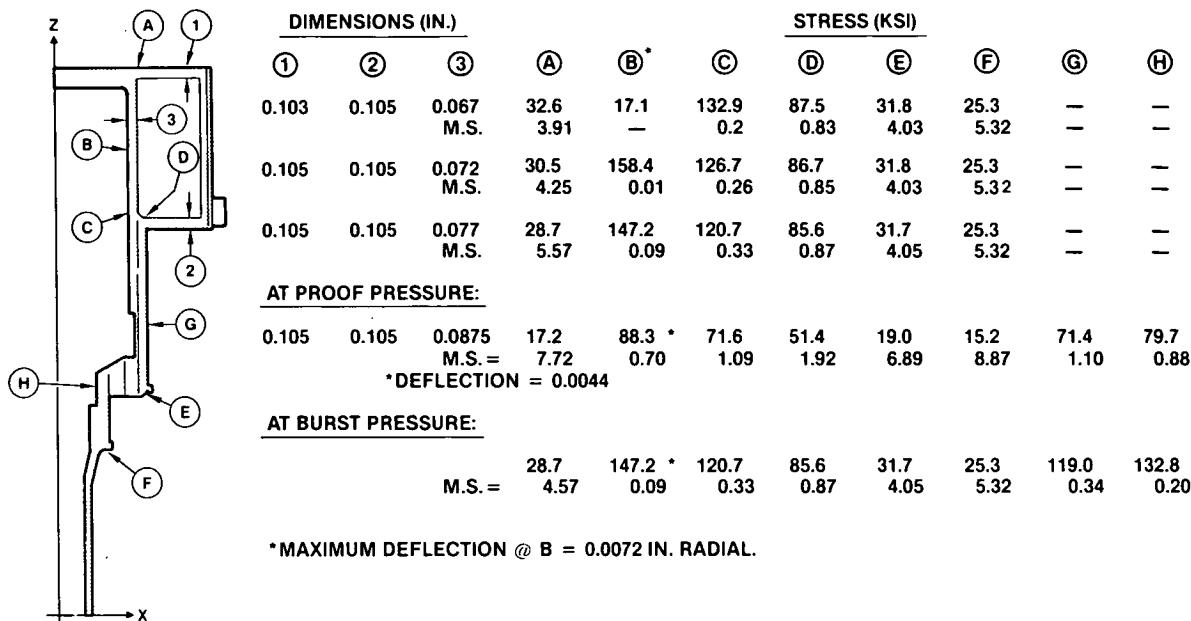 Z
A
1
3
B
D
C
2
G
H
E
F
X
DIMENSIONS (IN.) STRESS (KSI)
1 2 3 A B* C D E F G H
0.103 0.105 0.067 32.6 17.1 132.9 87.5 31.8 25.3 — —
M.S. 3.91 — 0.2 0.83 4.03 5.32 — —
0.105 0.105 0.072 30.5 158.4 126.7 86.7 31.8 25.3 — —
M.S. 4.25 0.01 0.26 0.85 4.03 5.32 — —
0.105 0.105 0.077 28.7 147.2 120.7 85.6 31.7 25.3 — —
M.S. 5.57 0.09 0.33 0.87 4.05 5.32 — —
AT PROOF PRESSURE:
0.105 0.105 0.0875 17.2 88.3 * 71.6 51.4 19.0 15.2 71.4 79.7
M.S. = 7.72 0.70 1.09 1.92 6.89 8.87 1.10 0.88
*DEFLECTION = 0.0044
AT BURST PRESSURE:
28.7 147.2 * 120.7 85.6 31.7 25.3 119.0 132.8
M.S. = 4.57 0.09 0.33 0.87 4.05 5.32 0.34 0.20
*MAXIMUM DEFLECTION @ B = 0.0072 IN. RADIAL.